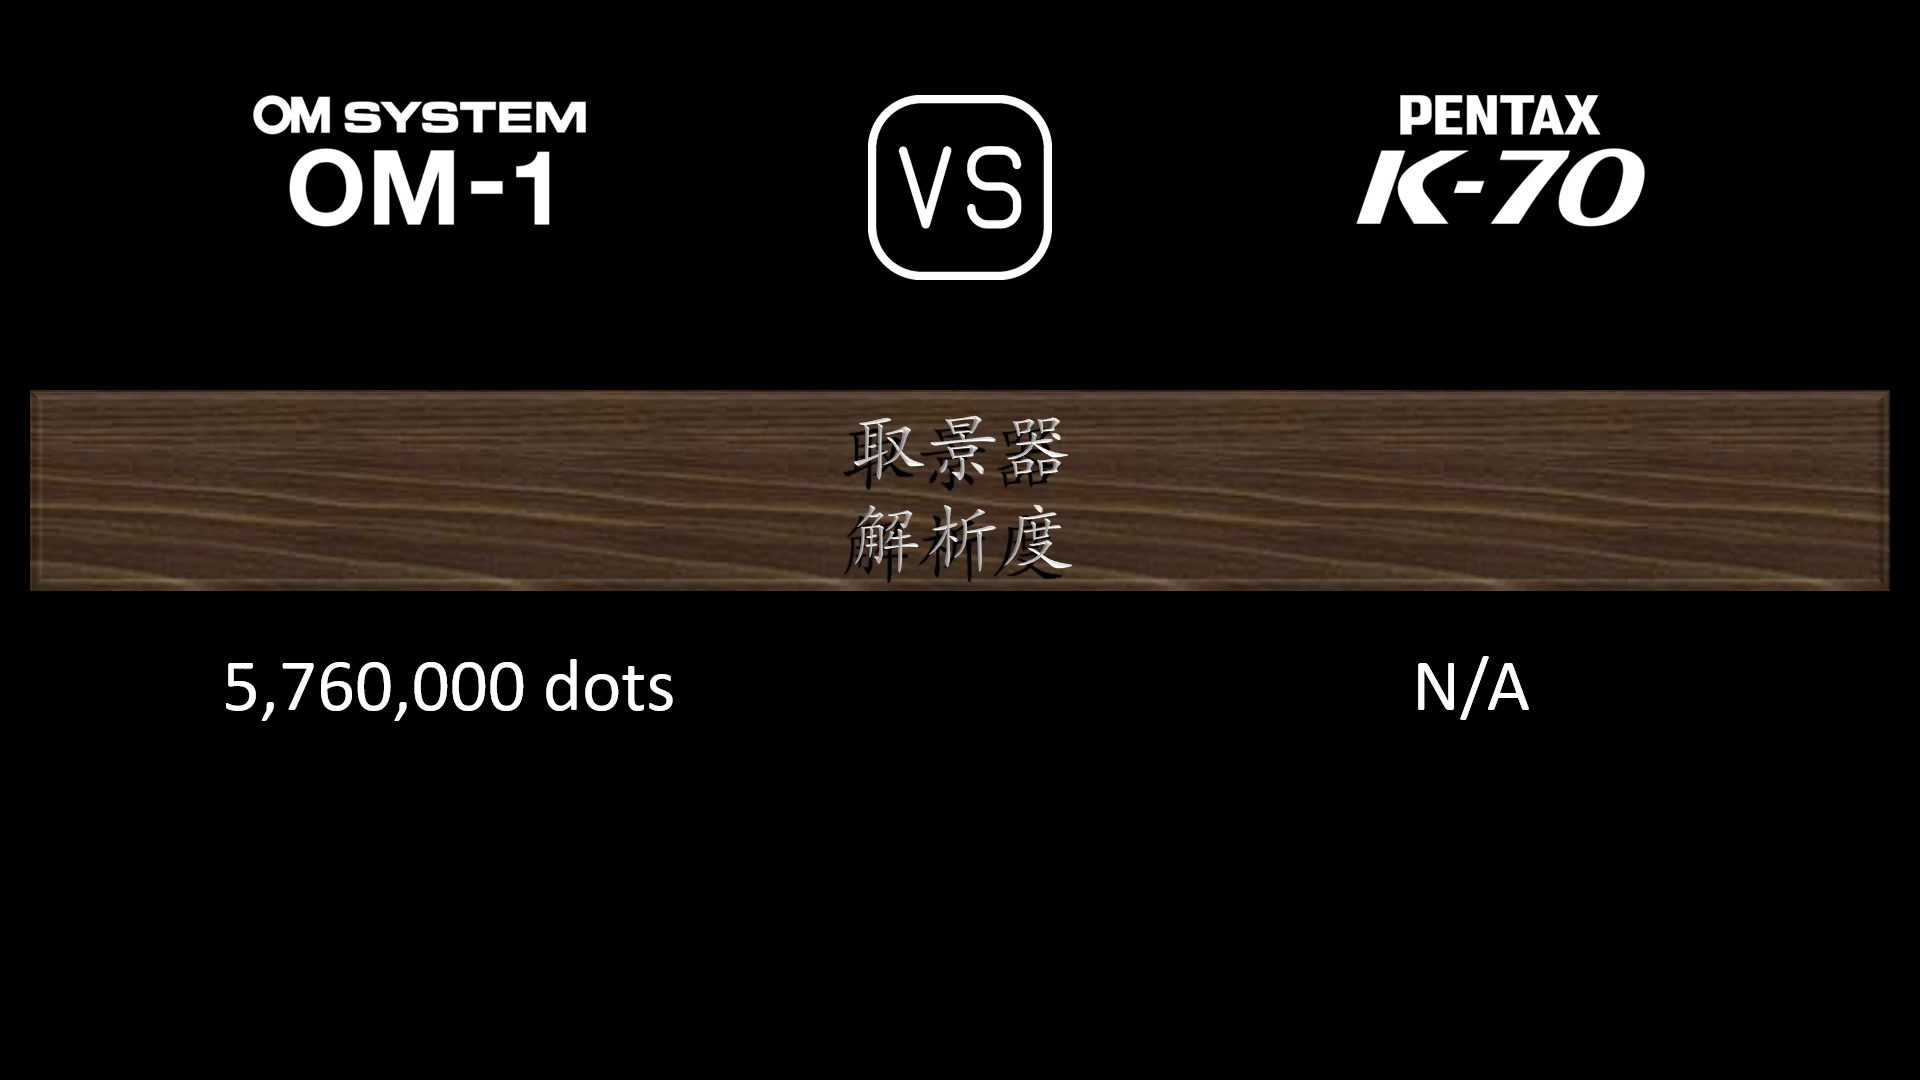 OM SYSTEM
OM-1
VS
PENTAX
K-70
取景器
解析度
5,760,000 dots
N/A